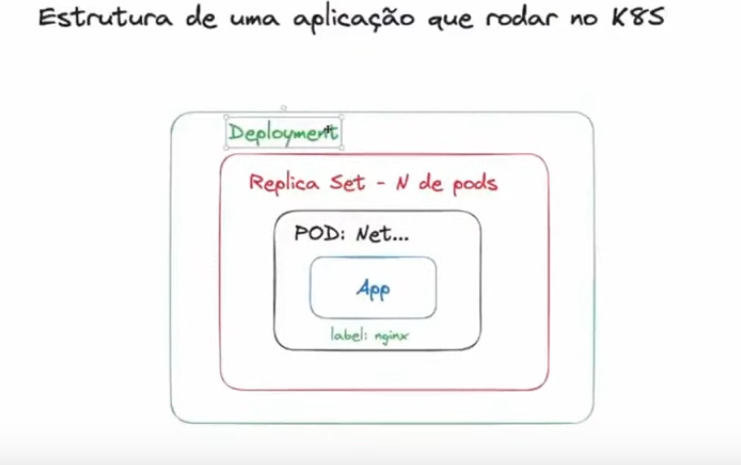 Estrutura de uma aplicação que rodar no K8S
Deployment
Replica Set - N de pods
POD: Net...
App
label: nginx